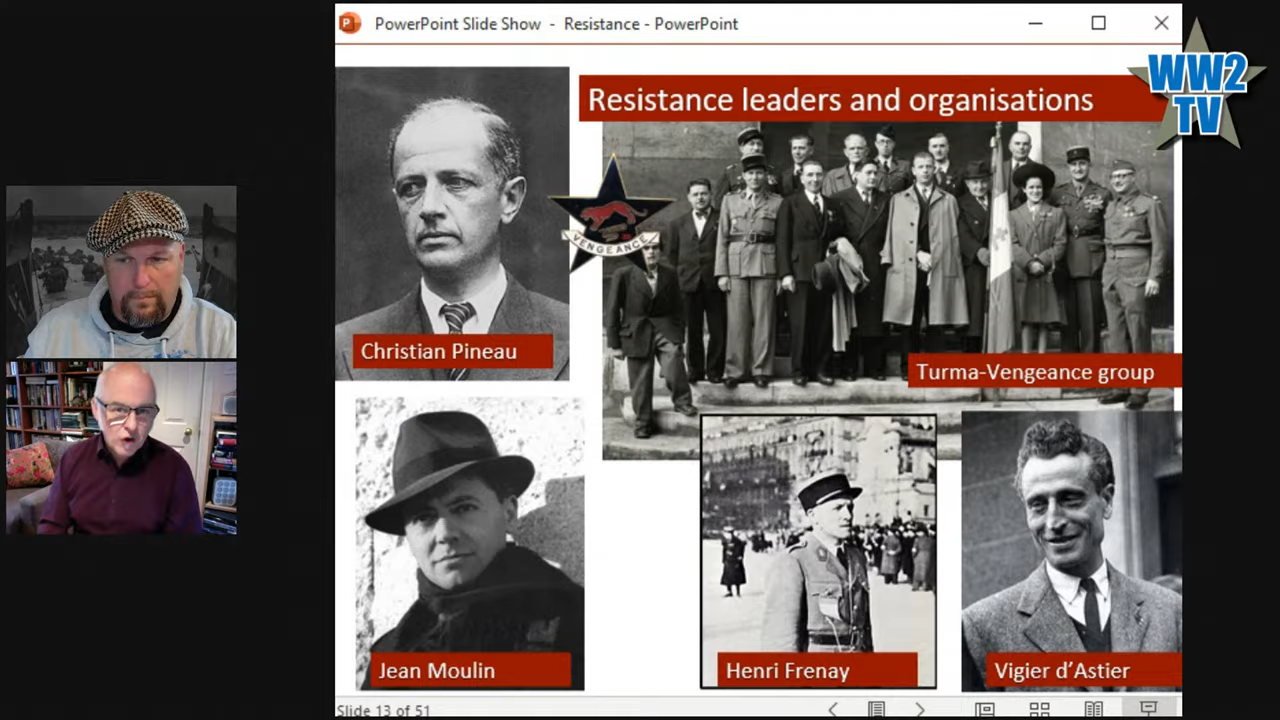 PowerPoint Slide Show - Resistance - PowerPoint
WW2
TV
Resistance leaders and organisations
VENGEANCE
Christian Pineau
Turma-Vengeance group
Jean Moulin
Henri Frenay
Vigier d'Astier
Slide 13 of 51